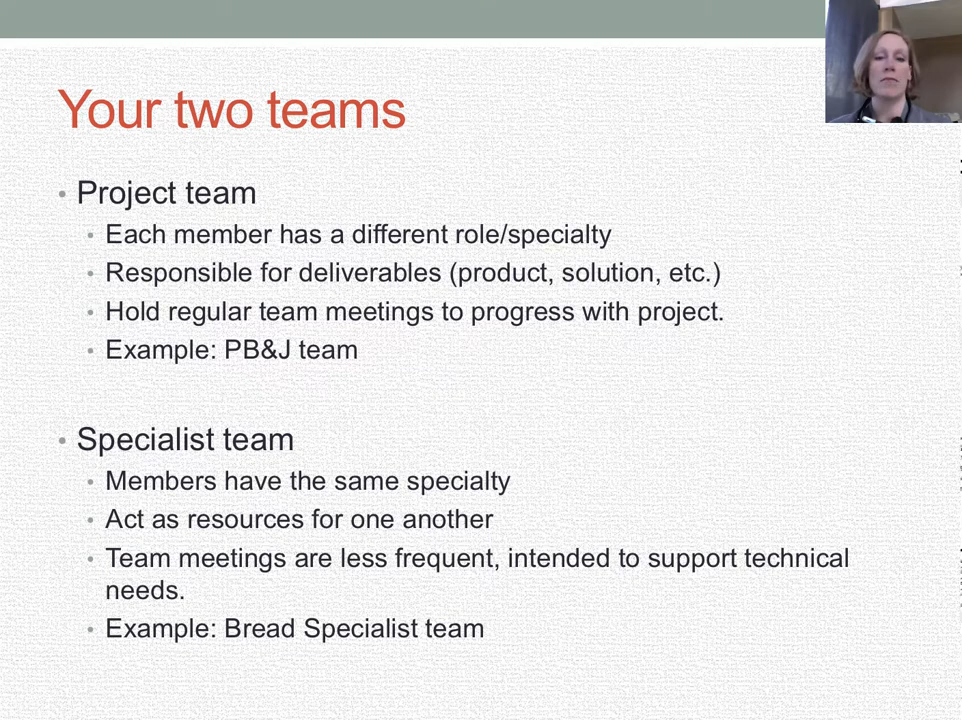 Your two teams
• Project team
• Each member has a different role/specialty
• Responsible for deliverables (product, solution, etc.)
• Hold regular team meetings to progress with project.
• Example: PB&J team
• Specialist team
• Members have the same specialty
• Act as resources for one another
• Team meetings are less frequent, intended to support technical
needs.
• Example: Bread Specialist team